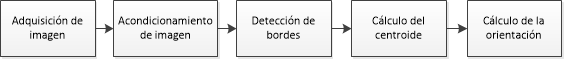 Adquisición de
imagen
Acondicionamiento
de imagen
Detección de
bordes
Cálculo del
centroide
Cálculo de la
orientación